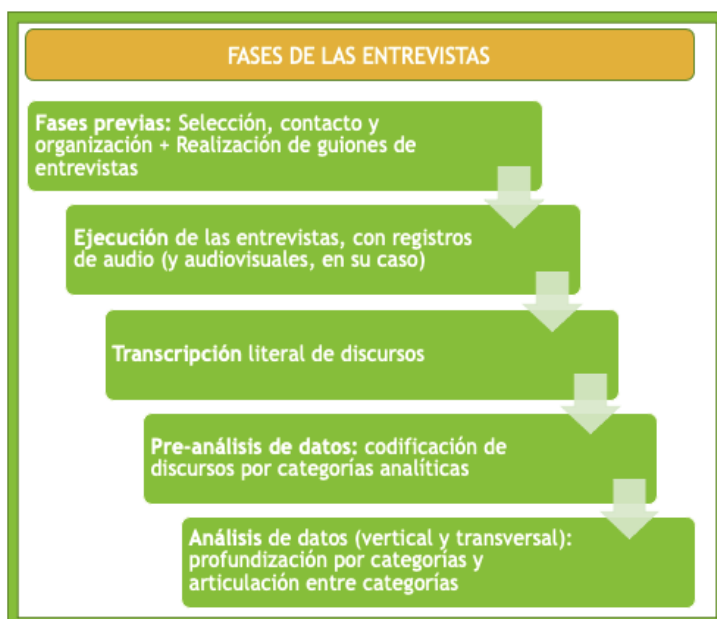 FASES DE LAS ENTREVISTAS
Fases previas: Selección, contacto y
organización + Realización de guiones de
entrevistas
Ejecución de las entrevistas, con registros
de audio (y audiovisuales, en su caso)
Transcripción literal de discursos
Pre-análisis de datos: codificación de
discursos por categorías analíticas
Análisis de datos (vertical y transversal):
profundización por categorías y
articulación entre categorías